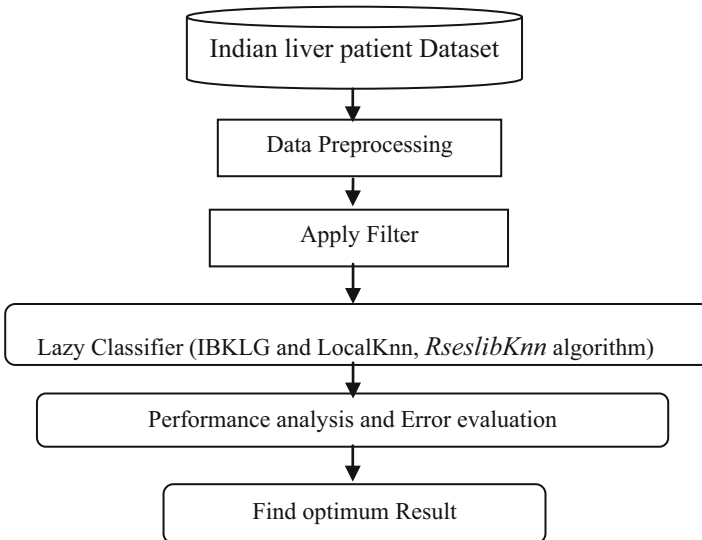 Indian liver patient Dataset
Data Preprocessing
Apply Filter
Lazy Classifier (IBKLG and LocalKnn, RseslibKnn algorithm)
Performance analysis and Error evaluation
Find optimum Result